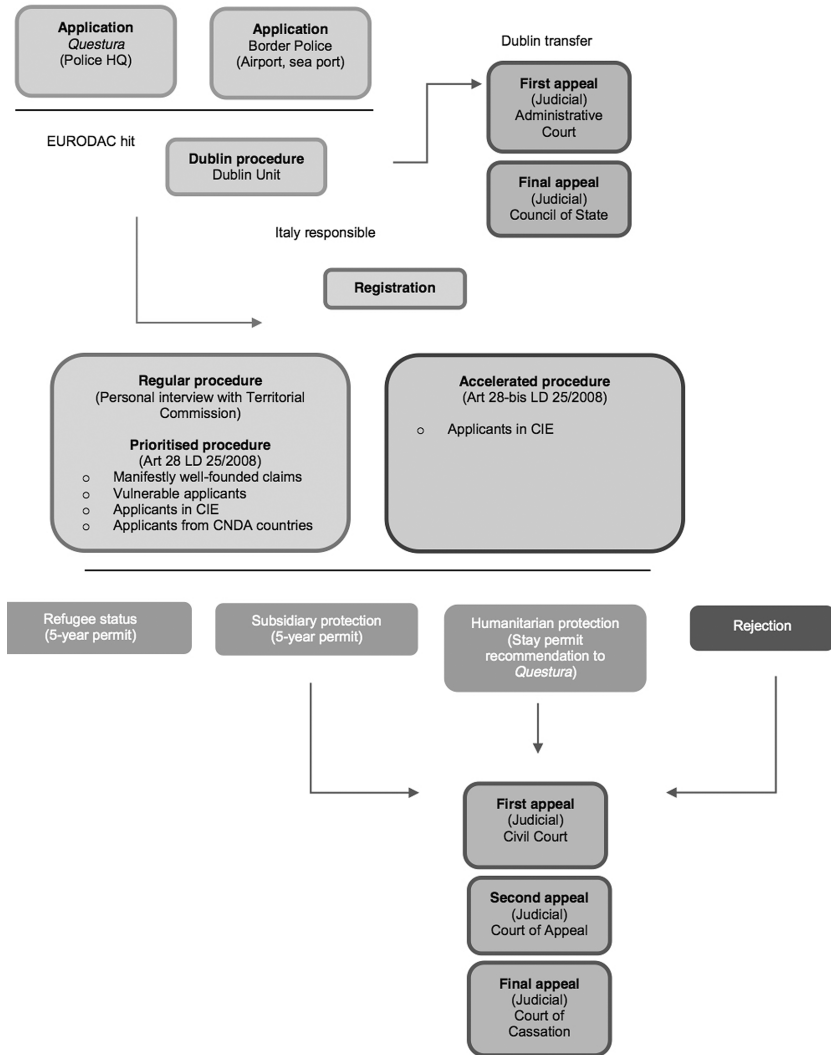 Application
Questura
(Police HQ)
Application
Border Police
(Airport, sea port)
Dublin transfer
First appeal
(Judicial)
Administrative
Court
EURODAC hit
Dublin procedure
Dublin Unit
Final appeal
(Judicial)
Council of State
Italy responsible
Registration
Regular procedure
(Personal interview with Territorial
Commission)
Prioritised procedure
(Art 28 LD 25/2008)
o Manifestly well-founded claims
o Vulnerable applicants
o Applicants in CIE
o Applicants from CNDA countries
Accelerated procedure
(Art 28-bis LD 25/2008)
o Applicants in CIE
Refugee status
(5-year permit)
Subsidiary protection
(5-year permit)
Humanitarian protection
(Stay permit
recommendation to
Questura)
Rejection
First appeal
(Judicial)
Civil Court
Second appeal
(Judicial)
Court of Appeal
Final appeal
(Judicial)
Court of
Cassation